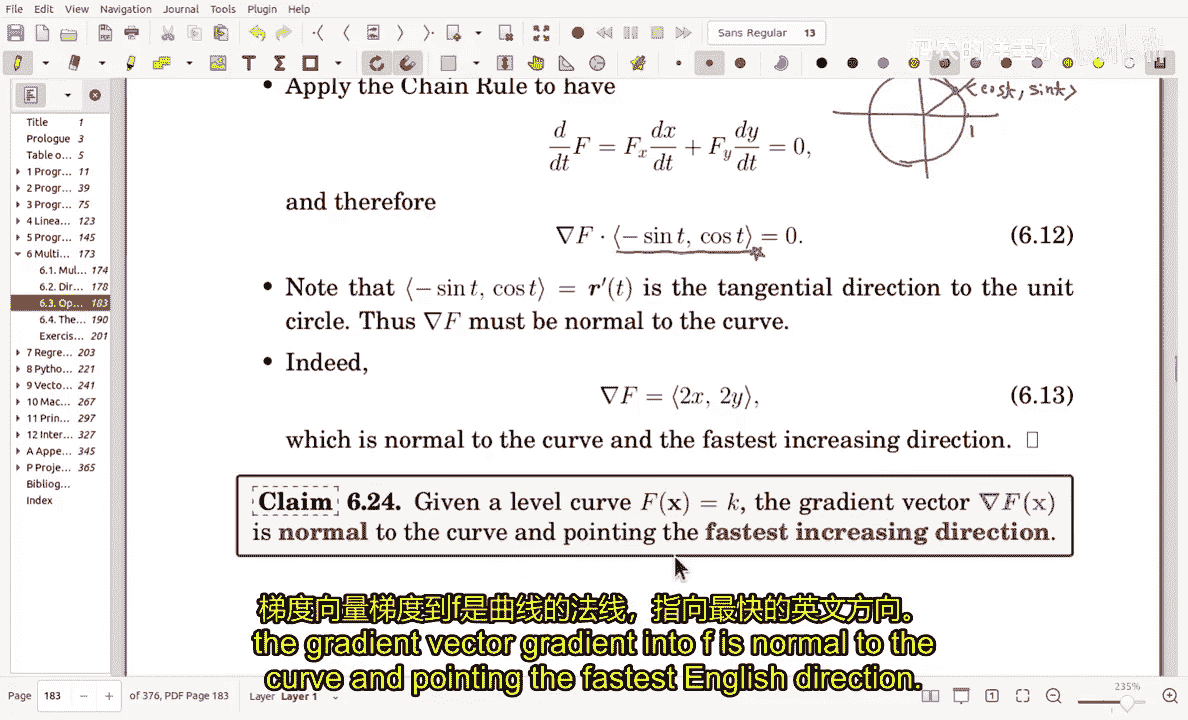 File Edit View Navigation Journal Tools Plugin Help
Sans Regular 13
Title 1
Prologue 3
Table o... 5
1 Progr... 11
2 Progr... 39
3 Progr... 75
4 Linea... 123
5 Progr... 145
6 Multi... 173
6.1. Mul... 174
6.2. Dir... 178
6.3. Op... 183
6.4. The... 190
Exercis... 201
7 Regre... 203
8 Pytho... 221
9 Vecto... 241
10 Mac... 267
11 Prin... 297
12 Inter... 327
A Appe... 345
P Proje... 365
Bibliog...
Index
• Apply the Chain Rule to have
(cost, sint)
1
d/dt F = F_x dx/dt + F_y dy/dt = 0,
and therefore
∇F · ⟨− sin t, cos t⟩ = 0. (6.12)
• Note that ⟨− sin t, cos t⟩ = r′(t) is the tangential direction to the unit
circle. Thus ∇F must be normal to the curve.
• Indeed,
∇F = ⟨2x, 2y⟩, (6.13)
which is normal to the curve and the fastest increasing direction. □
Claim 6.24. Given a level curve F(x) = k, the gradient vector ∇F(x)
is normal to the curve and pointing the fastest increasing direction.
梯度向量梯度到f是曲线的法线，指向最快的英文方向。
the gradient vector gradient into f is normal to the
curve and pointing the fastest English direction.
Page 183 of 376, PDF Page 183 Layer Layer 1 235%